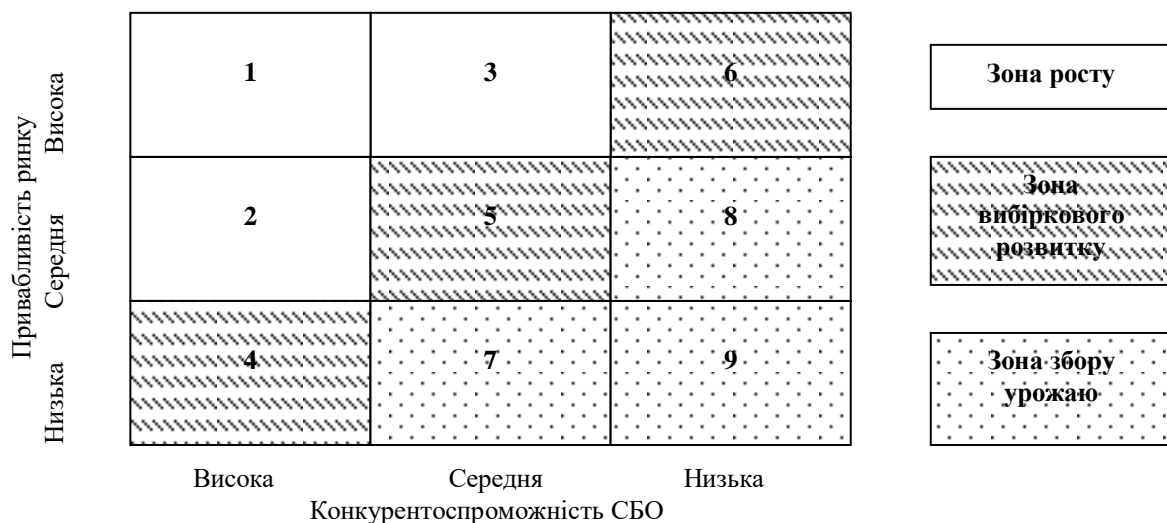 1
3
6
Зона росту
Висока
2
5
8
Зона
вибіркового
розвитку
Середня
4
7
9
Зона збору
урожаю
Низька
Привабливість ринку
Висока
Середня
Низька
Конкурентоспроможність СБО